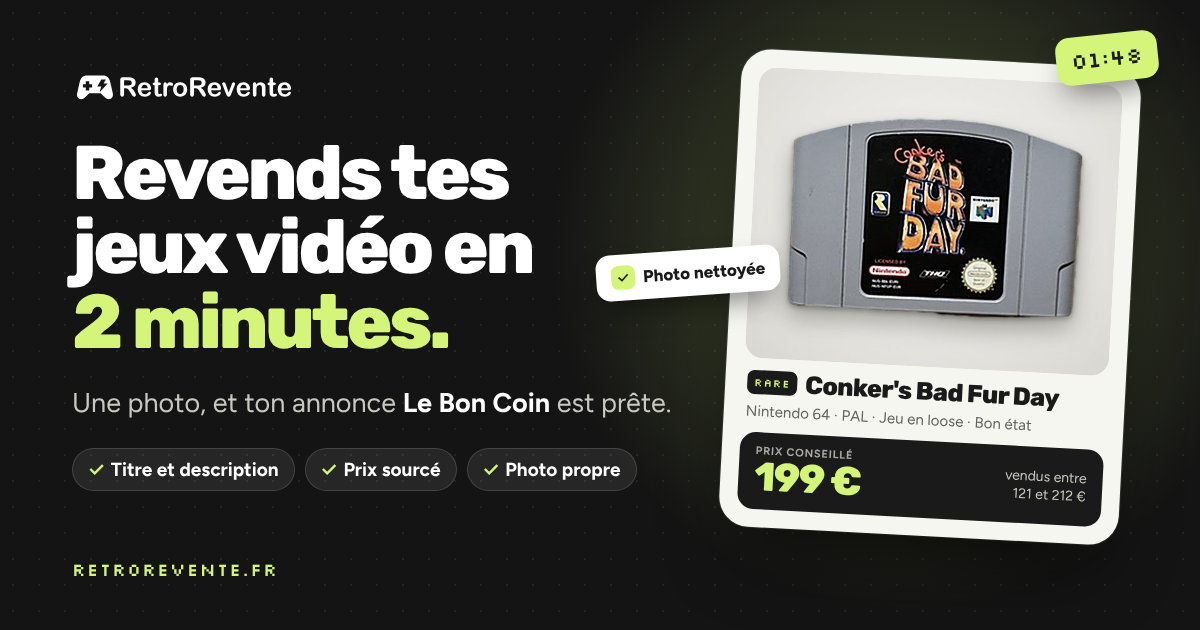 RetroRevente
Revends tes
jeux vidéo en
2 minutes.
Une photo, et ton annonce Le Bon Coin est prête.
Titre et description
Prix sourcé
Photo propre
RETROREVENTE.FR
01:48
Conker's
BAD
FUR
DAY
NINTENDO 64
LICENSED BY
Nintendo
THQ
Photo nettoyée
RARE Conker's Bad Fur Day
Nintendo 64 · PAL · Jeu en loose · Bon état
PRIX CONSEILLÉ
199 €
vendus entre
121 et 212 €